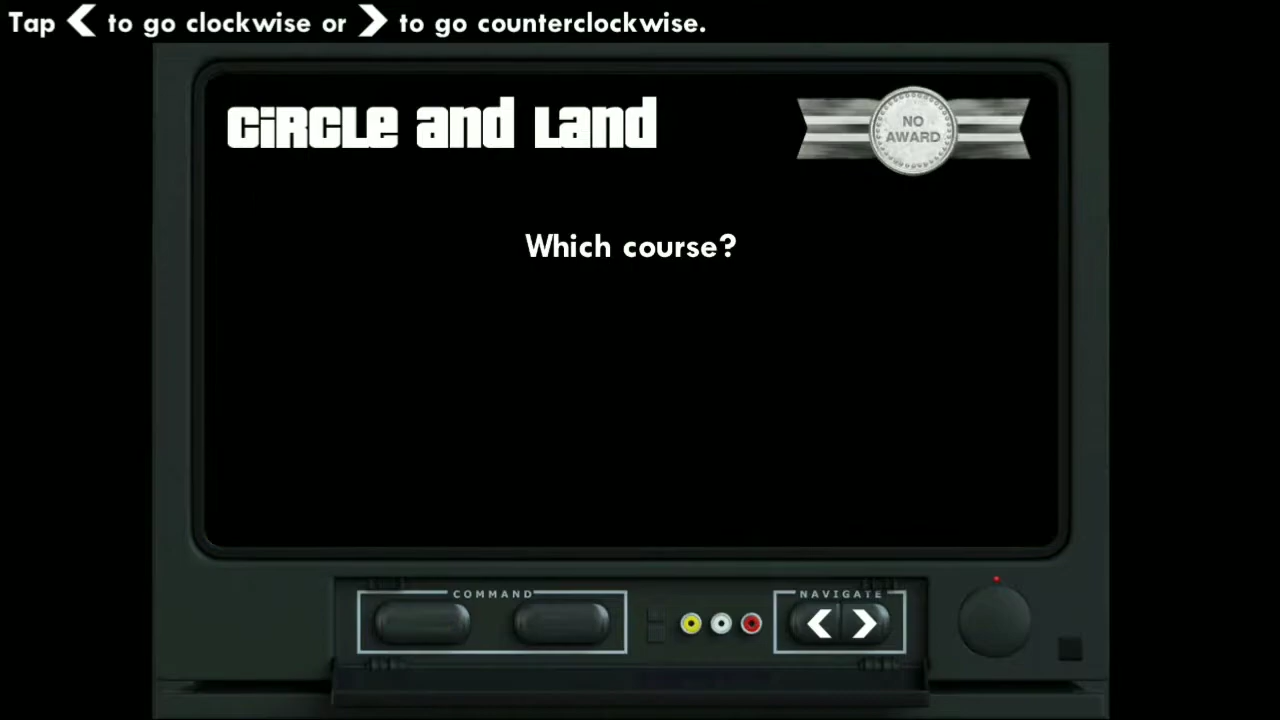 Tap < to go clockwise or > to go counterclockwise.
CiRCLe and Land
NO
AWARD
Which course?
COMMAND
NAVIGATE